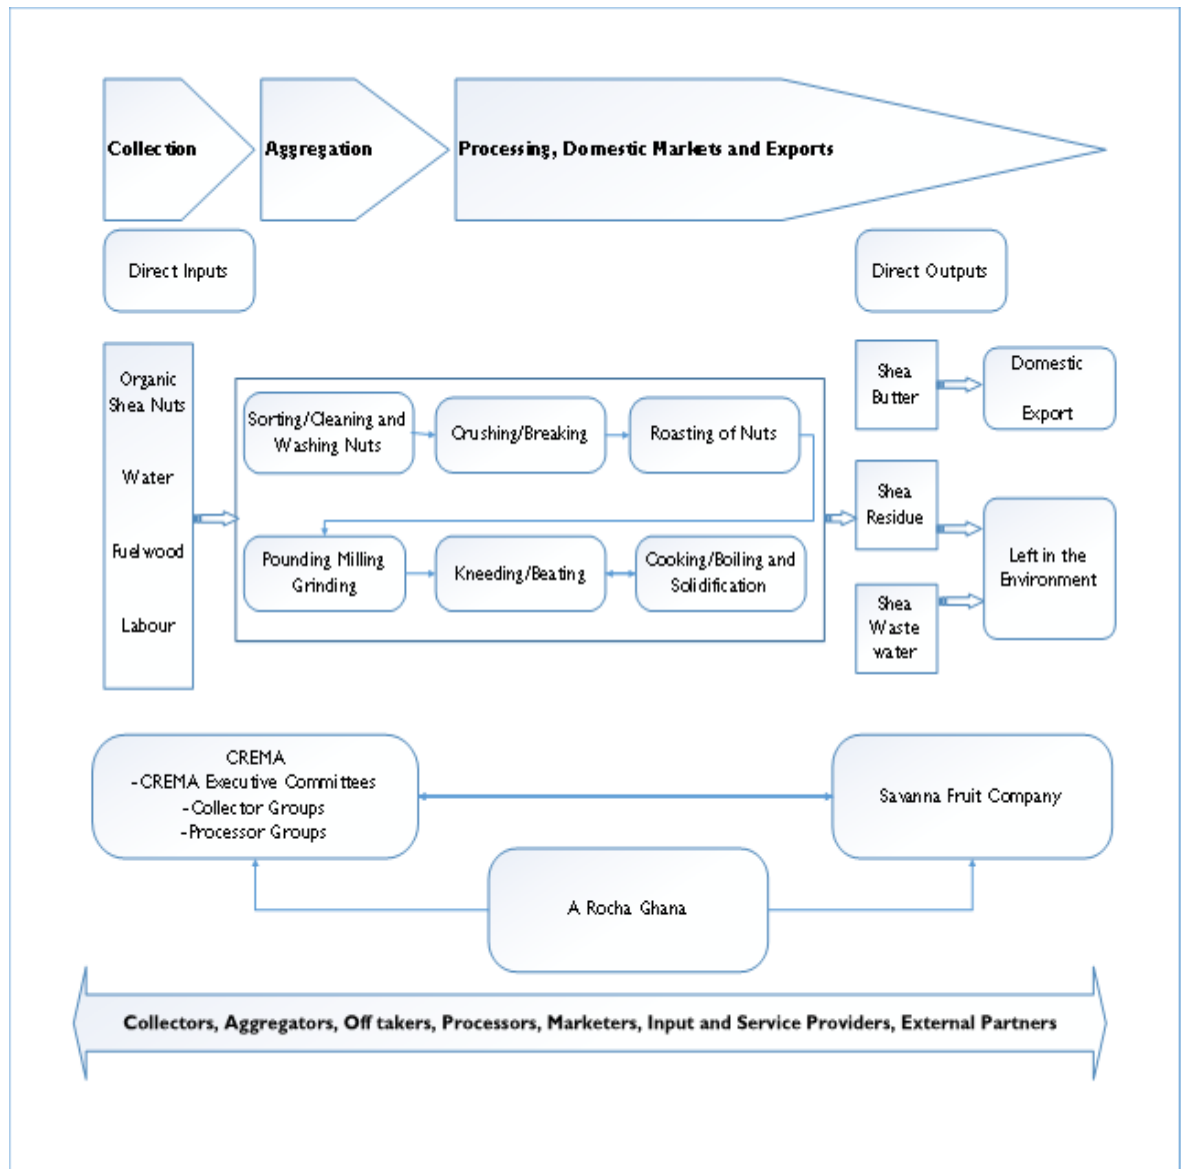 Collection
Aggregation
Processing, Domestic Markets and Exports
Direct Inputs
Direct Outputs
Organic
Shea Nuts
Water
Fuelwood
Labour
Sorting/Cleaning and
Washing Nuts
Crushing/Breaking
Roasting of Nuts
Pounding Milling
Grinding
Kneeding/Beating
Cooking/Boiling and
Solidification
Shea
Butter
Domestic
Export
Shea
Residue
Left in the
Environment
Shea
Waste
water
CREMA
-CREMA Executive Committees
-Collector Groups
-Processor Groups
Savanna Fruit Company
A Rocha Ghana
Collectors, Aggregators, Off takers, Processors, Marketers, Input and Service Providers, External Partners